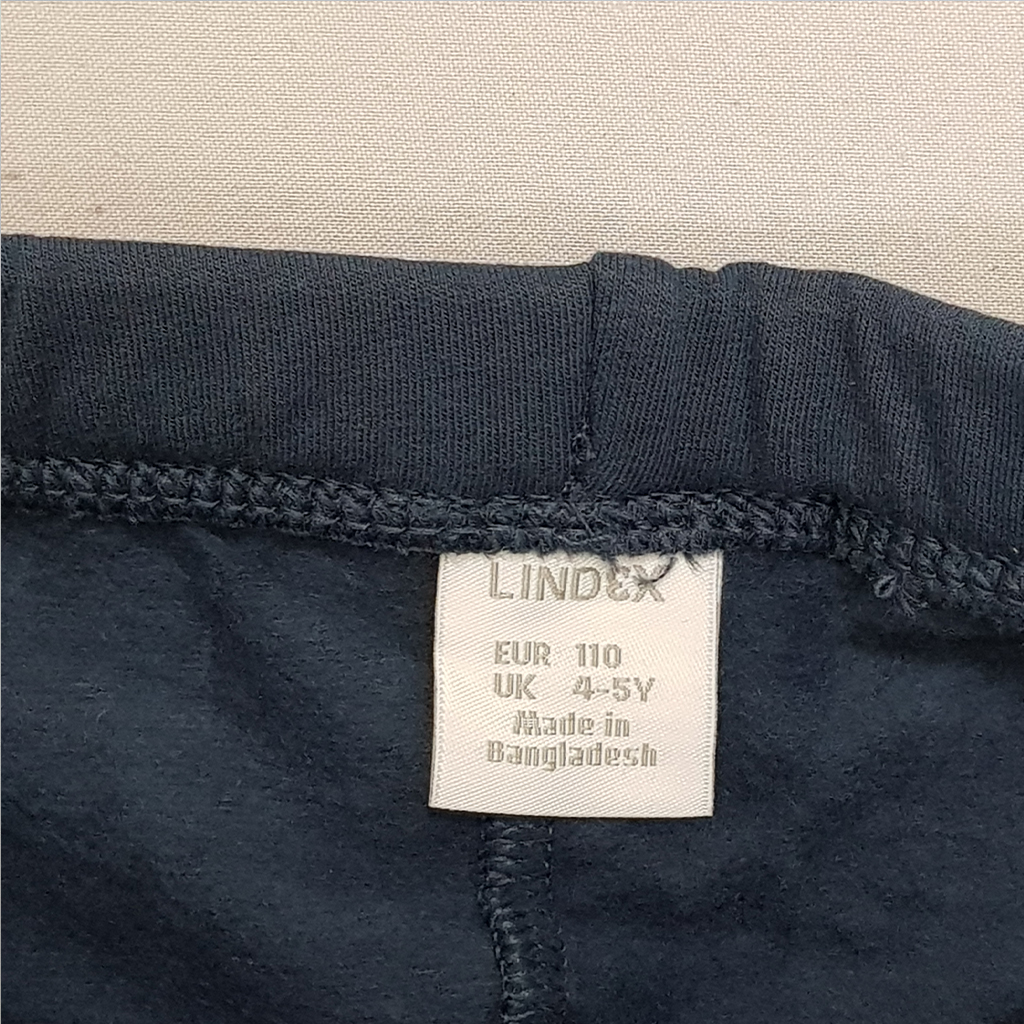 LINDEX
EUR 110
UK 4-5Y
Made in
Bangladesh